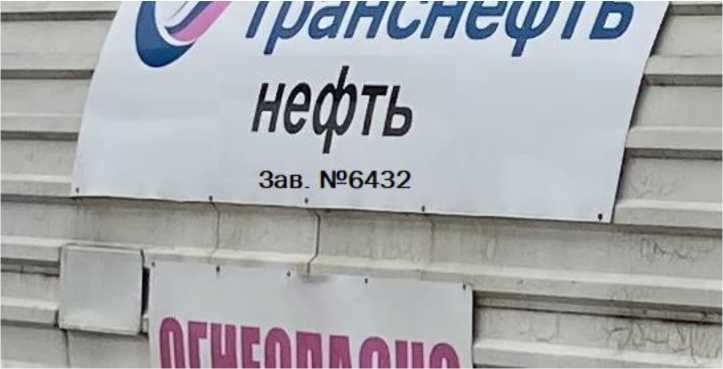 Транснефть
нефть
Зав. №6432
ОГНЕОПАСНО